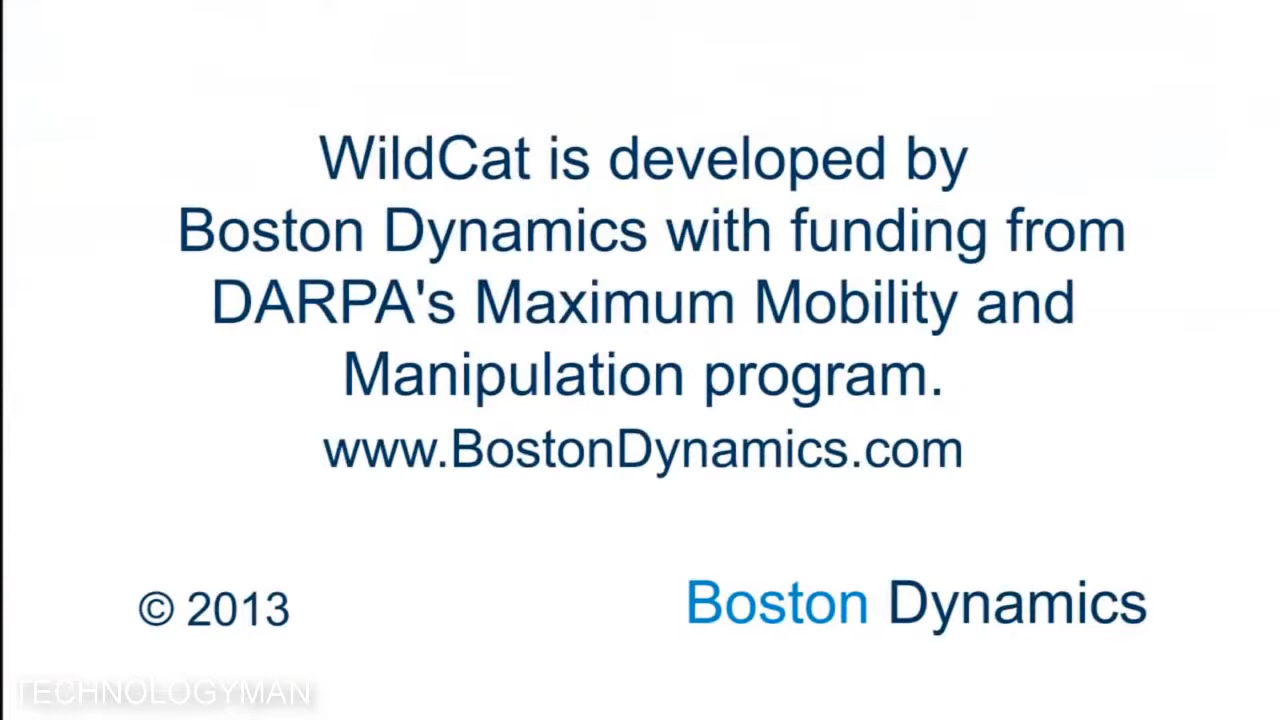 WildCat is developed by
Boston Dynamics with funding from
DARPA's Maximum Mobility and
Manipulation program.
www.BostonDynamics.com
© 2013
Boston Dynamics
TECHNOLOGYMAN